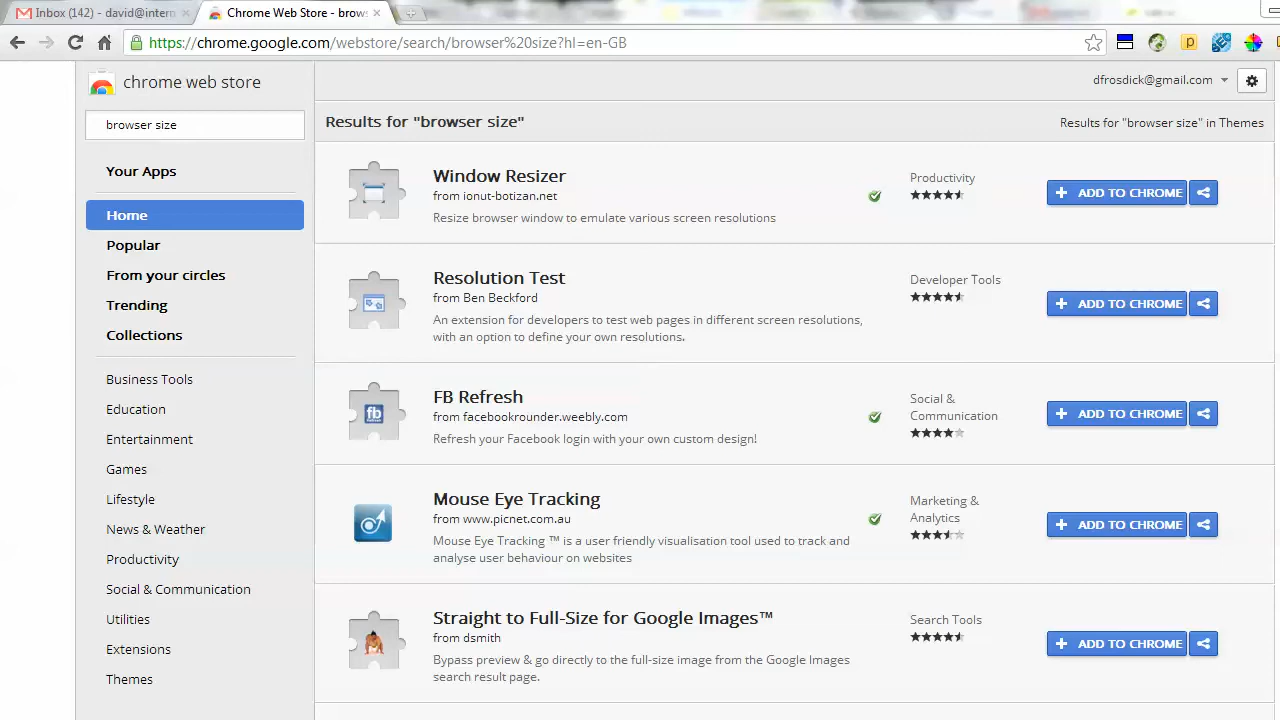 Inbox (142) - david@intern
Chrome Web Store - brows
https://chrome.google.com/webstore/search/browser%20size?hl=en-GB
chrome web store
dfrosdick@gmail.com
browser size
Results for "browser size"
Results for "browser size" in Themes
Your Apps
Home
Popular
From your circles
Trending
Collections
Business Tools
Education
Entertainment
Games
Lifestyle
News & Weather
Productivity
Social & Communication
Utilities
Extensions
Themes
Window Resizer
from ionut-botizan.net
Resize browser window to emulate various screen resolutions
Productivity
ADD TO CHROME
Resolution Test
from Ben Beckford
An extension for developers to test web pages in different screen resolutions,
with an option to define your own resolutions.
Developer Tools
ADD TO CHROME
FB Refresh
from facebookrounder.weebly.com
Refresh your Facebook login with your own custom design!
Social &
Communication
ADD TO CHROME
fb
Mouse Eye Tracking
from www.picnet.com.au
Mouse Eye Tracking ™ is a user friendly visualisation tool used to track and
analyse user behaviour on websites
Marketing &
Analytics
ADD TO CHROME
Straight to Full-Size for Google Images™
from dsmith
Bypass preview & go directly to the full-size image from the Google Images
search result page.
Search Tools
ADD TO CHROME